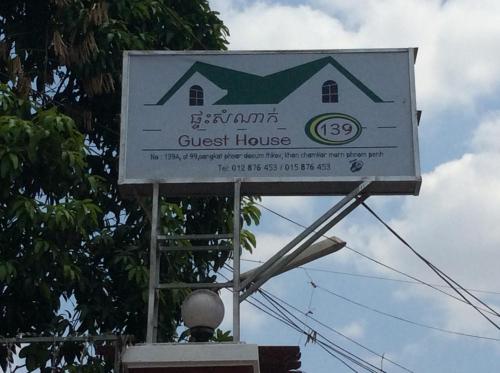 ផ្ទះសំណាក់
Guest House
139
No : 139A, st 99, sangkat phsar daeum thkov, khan chamkar morn phnom penh
Tel: 012 876 453 / 015 876 453